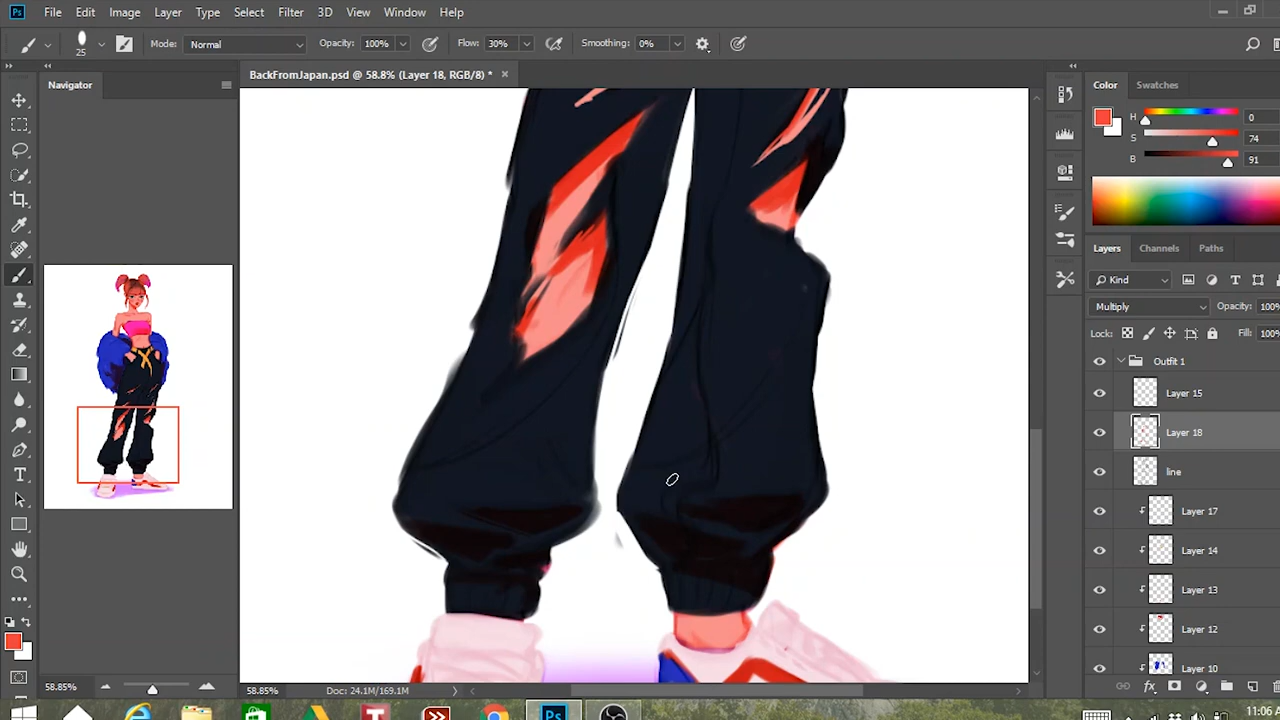 Ps File Edit Image Layer Type Select Filter 3D View Window Help
25 Mode: Normal Opacity: 100% Flow: 30% Smoothing: 0%
Navigator
BackFromJapan.psd @ 58.8% (Layer 18, RGB/8) *
Color Swatches
H 0
S 74
B 91
Layers Channels Paths
Kind
Multiply Opacity: 100%
Lock: Fill: 100%
Outfit 1
Layer 15
Layer 18
line
Layer 17
Layer 14
Layer 13
Layer 12
Layer 10
58.85%
58.85% Doc: 24.1M/169.1M
Ps
11:06